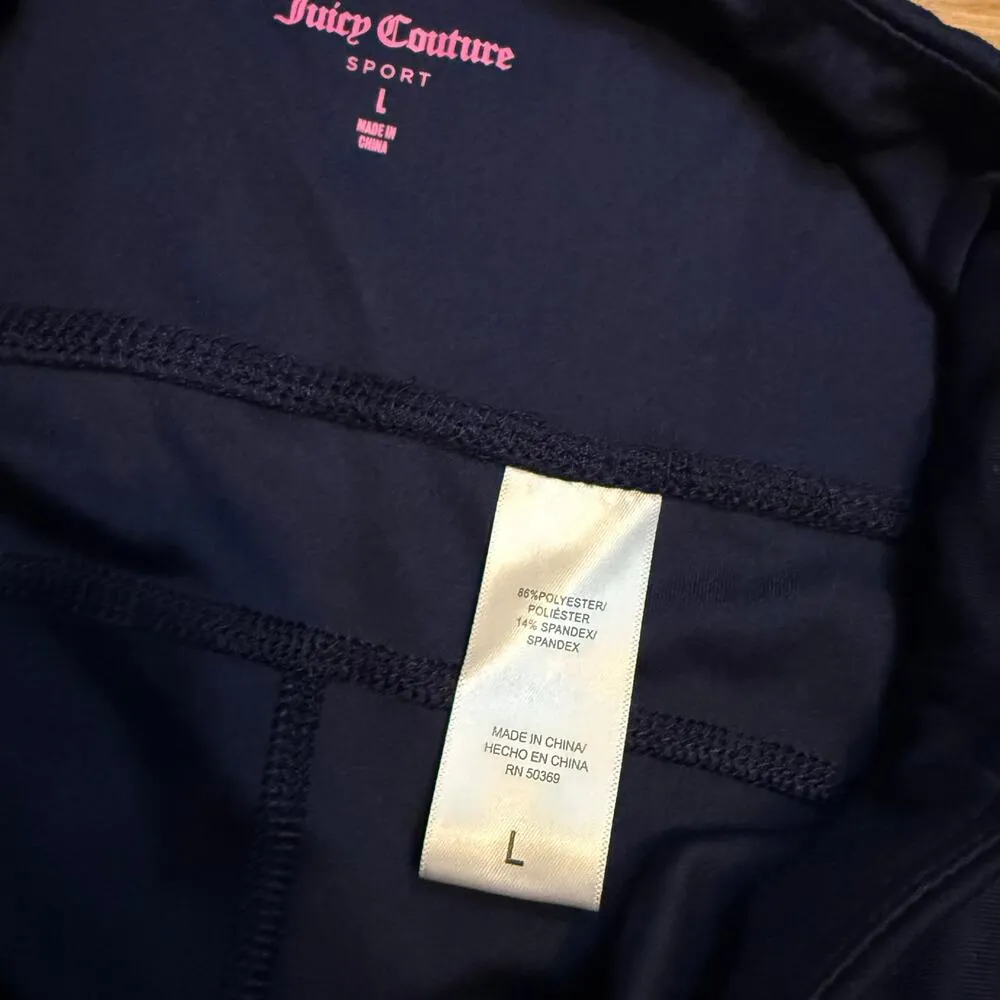 Juicy Couture
SPORT
L
MADE IN
CHINA
86%POLYESTER/
POLIÉSTER
14% SPANDEX/
SPANDEX
MADE IN CHINA/
HECHO EN CHINA
RN 50369
L